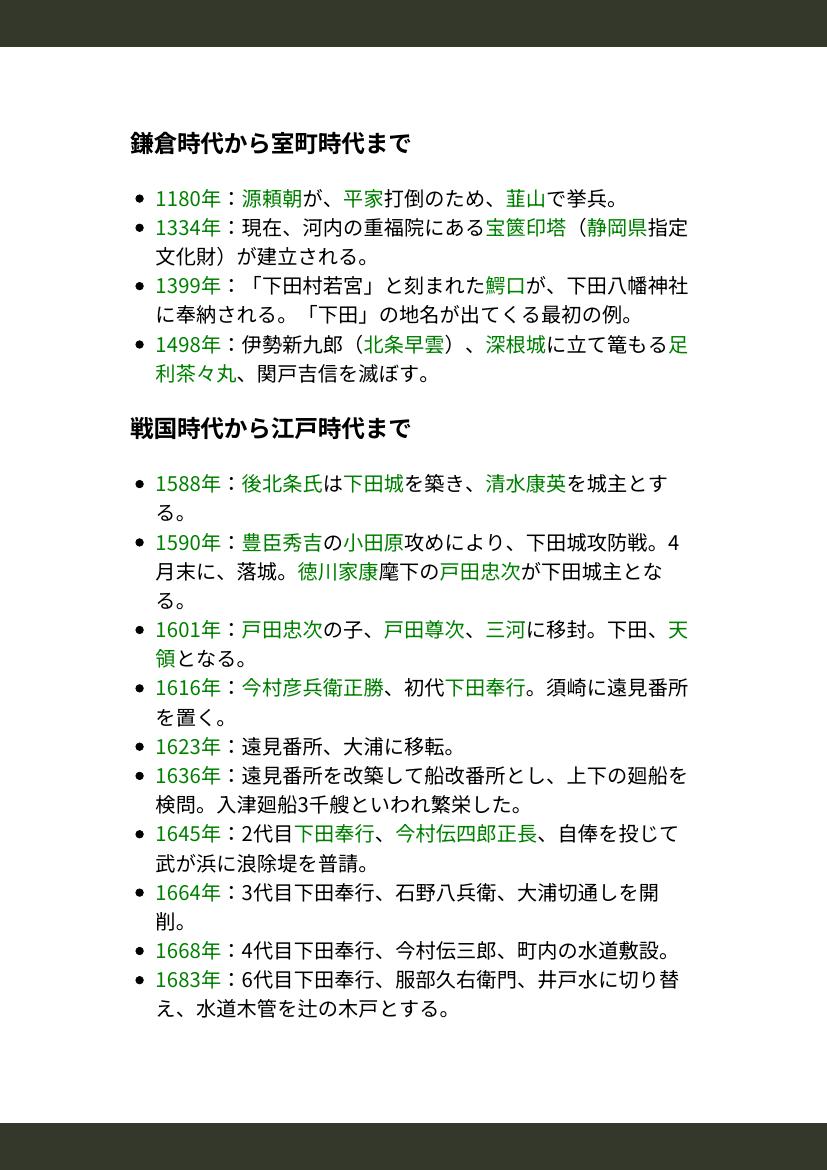 鎌倉時代から室町時代まで
1180年：源頼朝が、平家打倒のため、韮山で挙兵。
1334年：現在、河内の重福院にある宝篋印塔（静岡県指定
文化財）が建立される。
1399年：「下田村若宮」と刻まれた鰐口が、下田八幡神社
に奉納される。「下田」の地名が出てくる最初の例。
1498年：伊勢新九郎（北条早雲）、深根城に立て篭もる足
利茶々丸、関戸吉信を滅ぼす。
戦国時代から江戸時代まで
1588年：後北条氏は下田城を築き、清水康英を城主とす
る。
1590年：豊臣秀吉の小田原攻めにより、下田城攻防戦。4
月末に、落城。徳川家康麾下の戸田忠次が下田城主とな
る。
1601年：戸田忠次の子、戸田尊次、三河に移封。下田、天
領となる。
1616年：今村彦兵衛正勝、初代下田奉行。須崎に遠見番所
を置く。
1623年：遠見番所、大浦に移転。
1636年：遠見番所を改築して船改番所とし、上下の廻船を
検問。入津廻船3千艘といわれ繁栄した。
1645年：2代目下田奉行、今村伝四郎正長、自俸を投じて
武が浜に浪除堤を普請。
1664年：3代目下田奉行、石野八兵衛、大浦切通しを開
削。
1668年：4代目下田奉行、今村伝三郎、町内の水道敷設。
1683年：6代目下田奉行、服部久右衛門、井戸水に切り替
え、水道木管を辻の木戸とする。